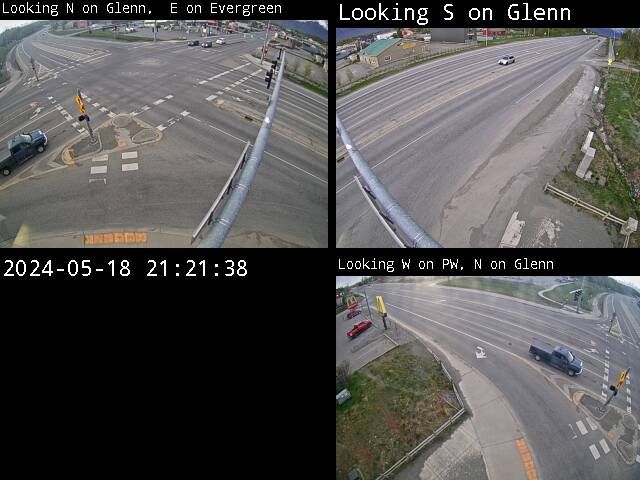 Looking N on Glenn,  E on Evergreen
Looking S on Glenn
2024-05-18 21:21:38
Looking W on PW, N on Glenn